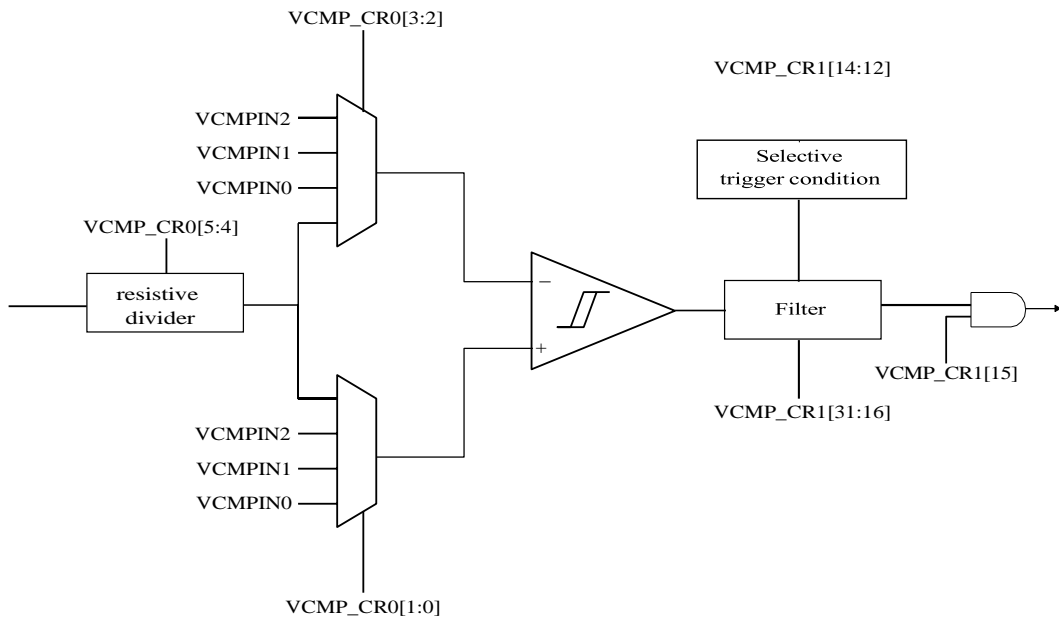 VCMP_CR0[3:2]
VCMP_CR1[14:12]
VCMPIN2
VCMPIN1
VCMPIN0
Selective
trigger condition
VCMP_CR0[5:4]
resistive
divider
−
+
Filter
VCMP_CR1[15]
VCMP_CR1[31:16]
VCMPIN2
VCMPIN1
VCMPIN0
VCMP_CR0[1:0]